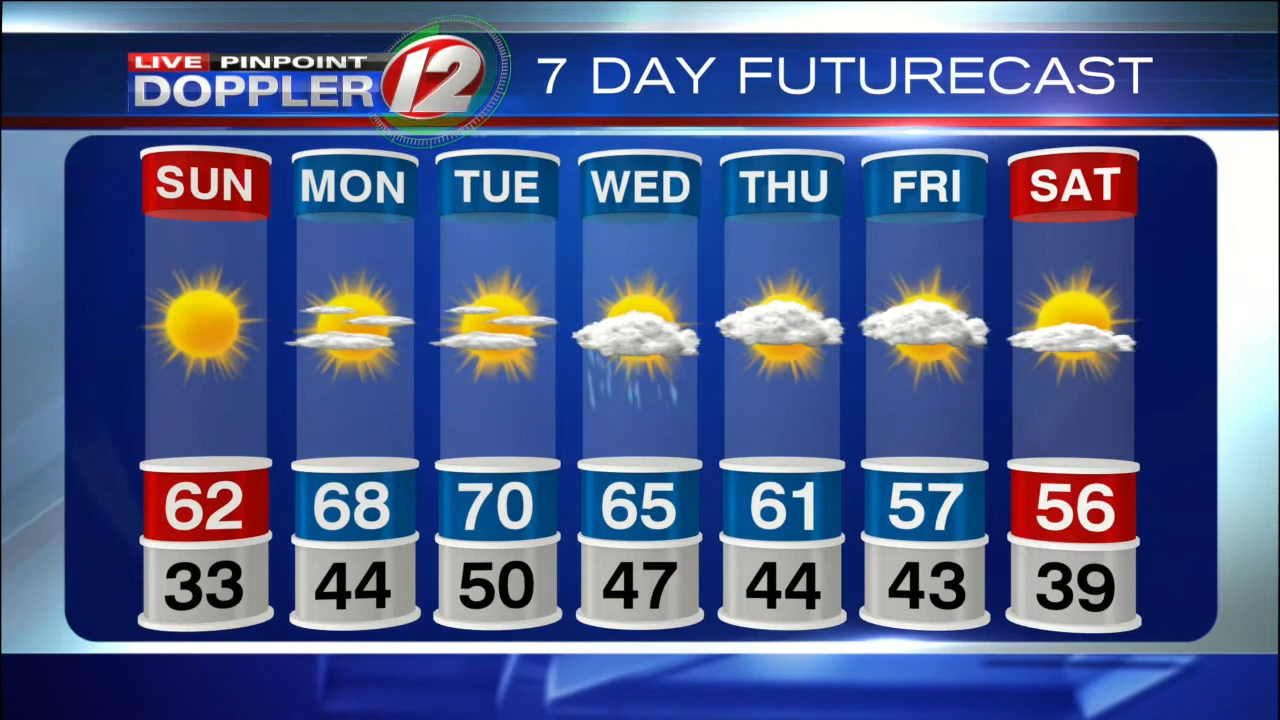 LIVE PINPOINT
DOPPLER 12
7 DAY FUTURECAST
SUN MON TUE WED THU FRI SAT
62 68 70 65 61 57 56
33 44 50 47 44 43 39